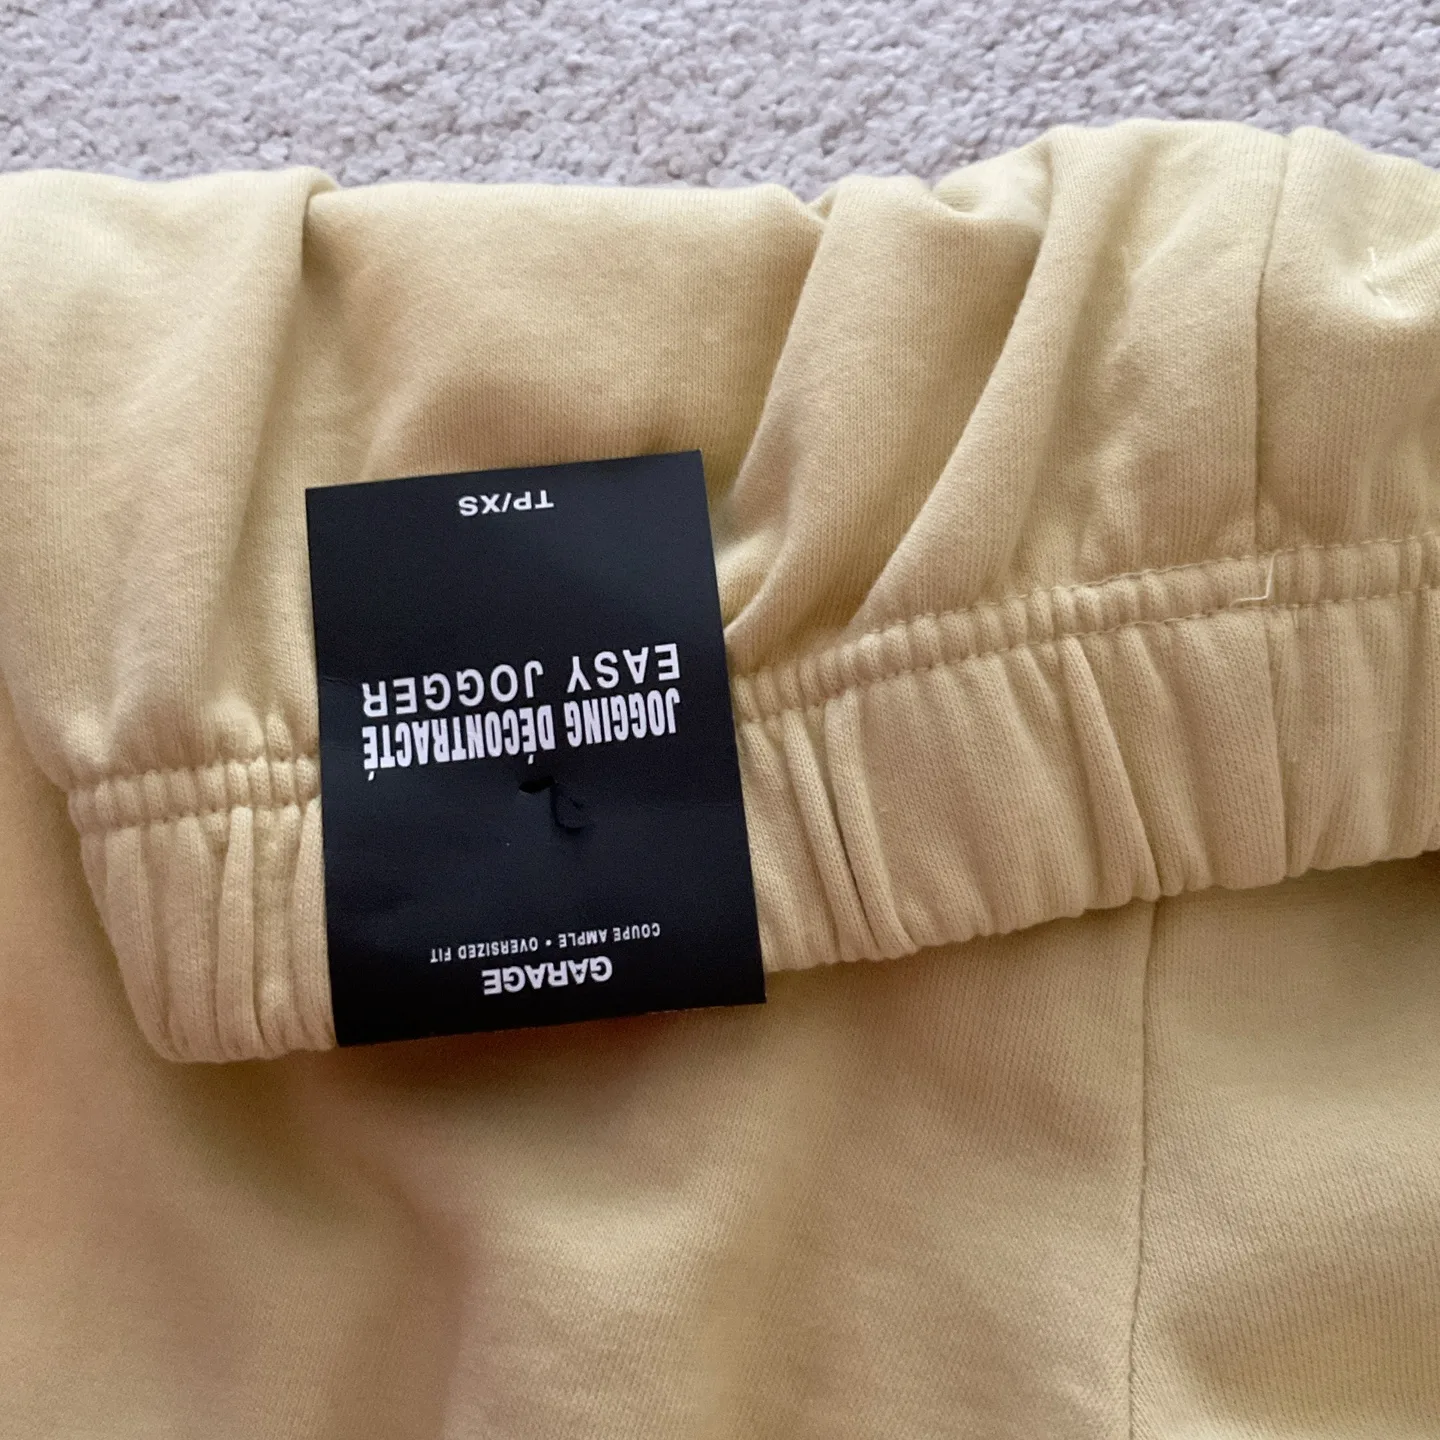 GARAGE
COUPE AMPLE • OVERSIZED FIT
JOGGING DÉCONTRACTÉ
EASY JOGGER
TP/XS